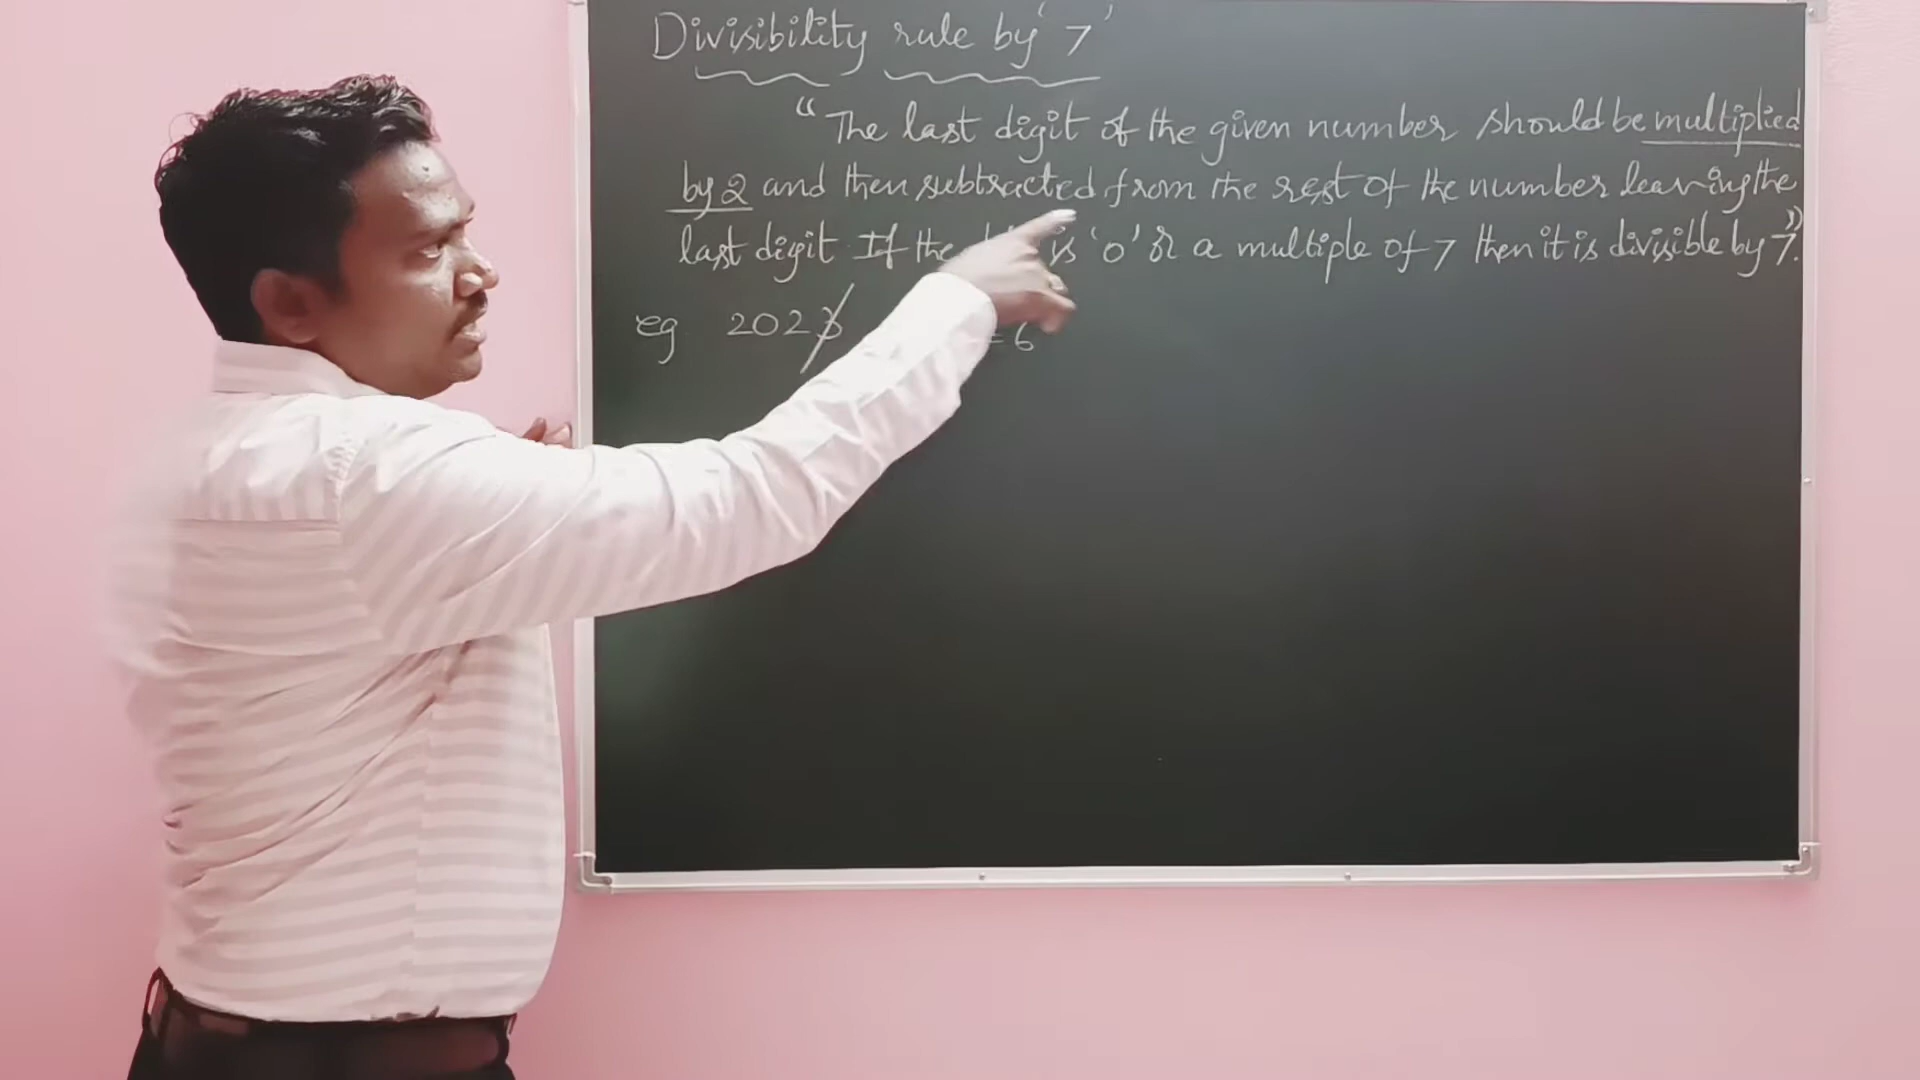 Divisibility rule by '7'
"The last digit of the given number should be multiplied
by 2 and then subtracted from the rest of the number leaving the
last digit If the is '0' or a multiple of 7 then it is divisible by 7."
eg 2023 = 6